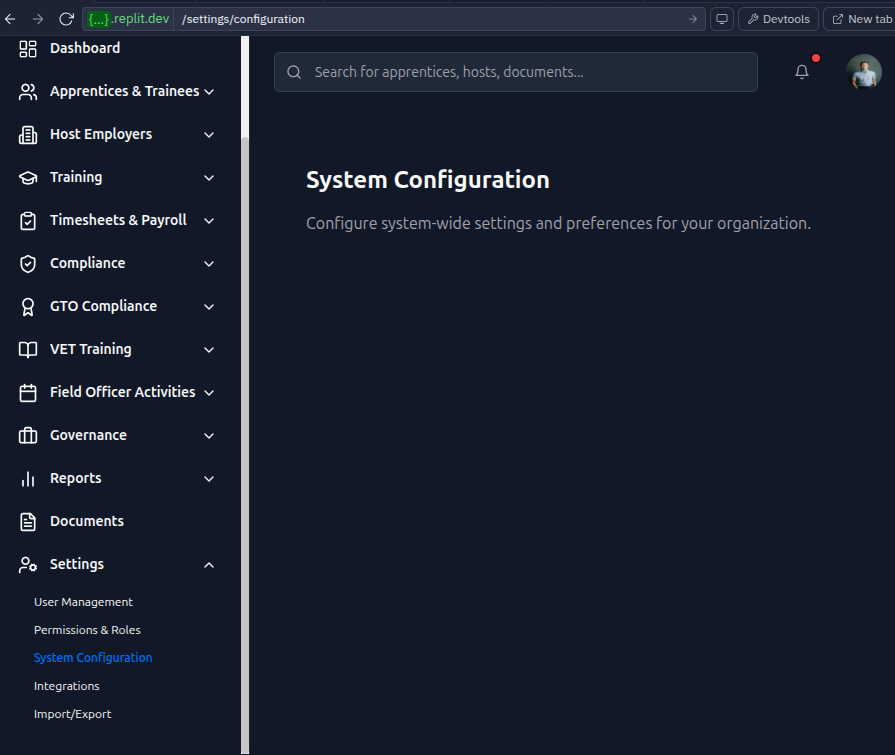 {...}.replit.dev /settings/configuration Devtools New tab
Dashboard
Search for apprentices, hosts, documents...
Apprentices & Trainees
Host Employers
Training
Timesheets & Payroll
Compliance
GTO Compliance
VET Training
Field Officer Activities
Governance
Reports
Documents
Settings
User Management
Permissions & Roles
System Configuration
Integrations
Import/Export
System Configuration
Configure system-wide settings and preferences for your organization.